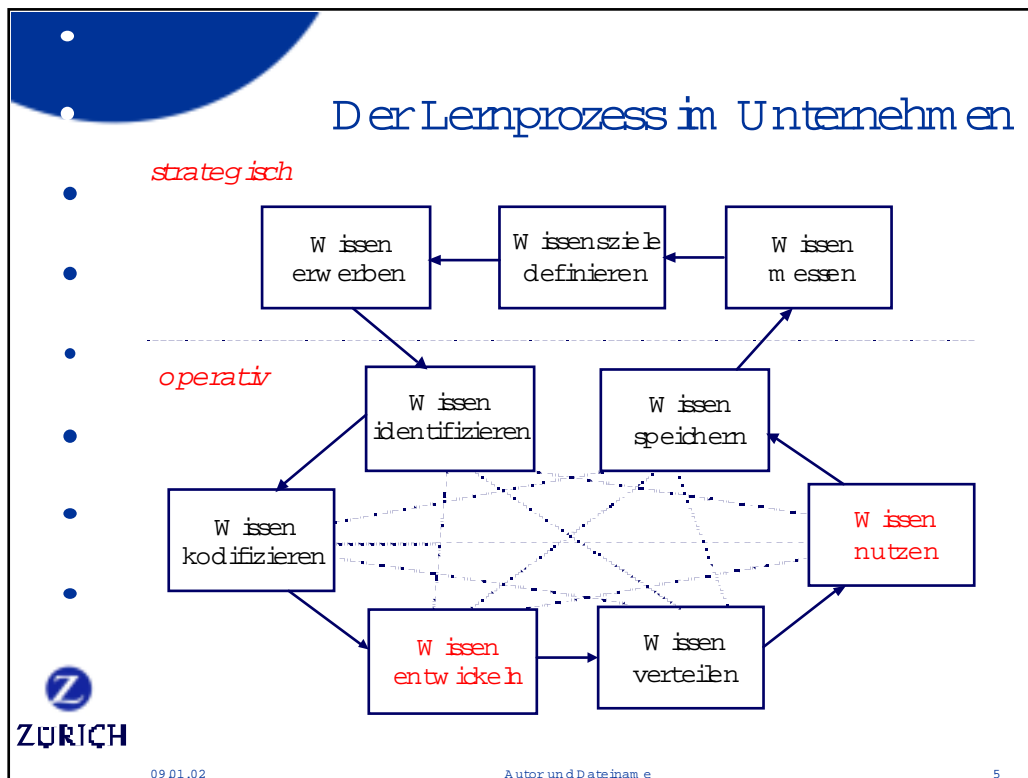 Der Lernprozess im Unternehmen
strategisch
Wissen
erwerben
Wissensziele
definieren
Wissen
messen
operativ
Wissen
identifizieren
Wissen
speichern
Wissen
kodifizieren
Wissen
nutzen
Wissen
entwickeln
Wissen
verteilen
Z
ZÜRICH
09.01.02
Autor und Dateiname
5